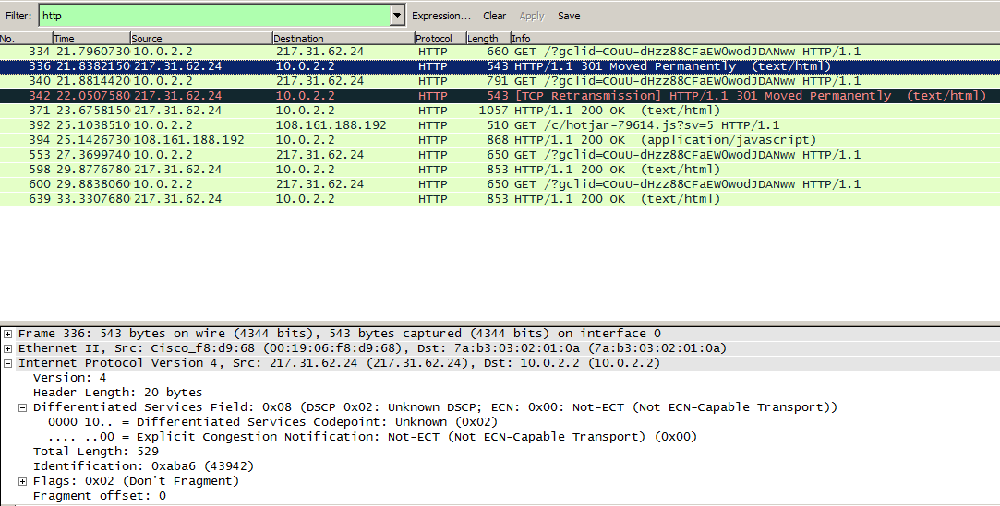 Filter: http Expression... Clear Apply Save
No. Time Source Destination Protocol Length Info
334 21.7960730 10.0.2.2 217.31.62.24 HTTP 660 GET /?gclid=COuU-dHzz88CFaEW0wodJDANww HTTP/1.1
336 21.8382150 217.31.62.24 10.0.2.2 HTTP 543 HTTP/1.1 301 Moved Permanently (text/html)
340 21.8814420 10.0.2.2 217.31.62.24 HTTP 791 GET /?gclid=COuU-dHzz88CFaEW0wodJDANww HTTP/1.1
342 22.0507580 217.31.62.24 10.0.2.2 HTTP 543 [TCP Retransmission] HTTP/1.1 301 Moved Permanently (text/html)
371 23.6758150 217.31.62.24 10.0.2.2 HTTP 1057 HTTP/1.1 200 OK (text/html)
392 25.1038510 10.0.2.2 108.161.188.192 HTTP 510 GET /c/hotjar-79614.js?sv=5 HTTP/1.1
394 25.1426730 108.161.188.192 10.0.2.2 HTTP 868 HTTP/1.1 200 OK (application/javascript)
553 27.3699740 10.0.2.2 217.31.62.24 HTTP 650 GET /?gclid=COuU-dHzz88CFaEW0wodJDANww HTTP/1.1
598 29.8776780 217.31.62.24 10.0.2.2 HTTP 853 HTTP/1.1 200 OK (text/html)
600 29.8838060 10.0.2.2 217.31.62.24 HTTP 650 GET /?gclid=COuU-dHzz88CFaEW0wodJDANww HTTP/1.1
639 33.3307680 217.31.62.24 10.0.2.2 HTTP 853 HTTP/1.1 200 OK (text/html)
Frame 336: 543 bytes on wire (4344 bits), 543 bytes captured (4344 bits) on interface 0
Ethernet II, Src: Cisco_f8:d9:68 (00:19:06:f8:d9:68), Dst: 7a:b3:03:02:01:0a (7a:b3:03:02:01:0a)
Internet Protocol Version 4, Src: 217.31.62.24 (217.31.62.24), Dst: 10.0.2.2 (10.0.2.2)
Version: 4
Header Length: 20 bytes
Differentiated Services Field: 0x08 (DSCP 0x02: Unknown DSCP; ECN: 0x00: Not-ECT (Not ECN-Capable Transport))
0000 10.. = Differentiated Services Codepoint: Unknown (0x02)
.... ..00 = Explicit Congestion Notification: Not-ECT (Not ECN-Capable Transport) (0x00)
Total Length: 529
Identification: 0xaba6 (43942)
Flags: 0x02 (Don't Fragment)
Fragment offset: 0